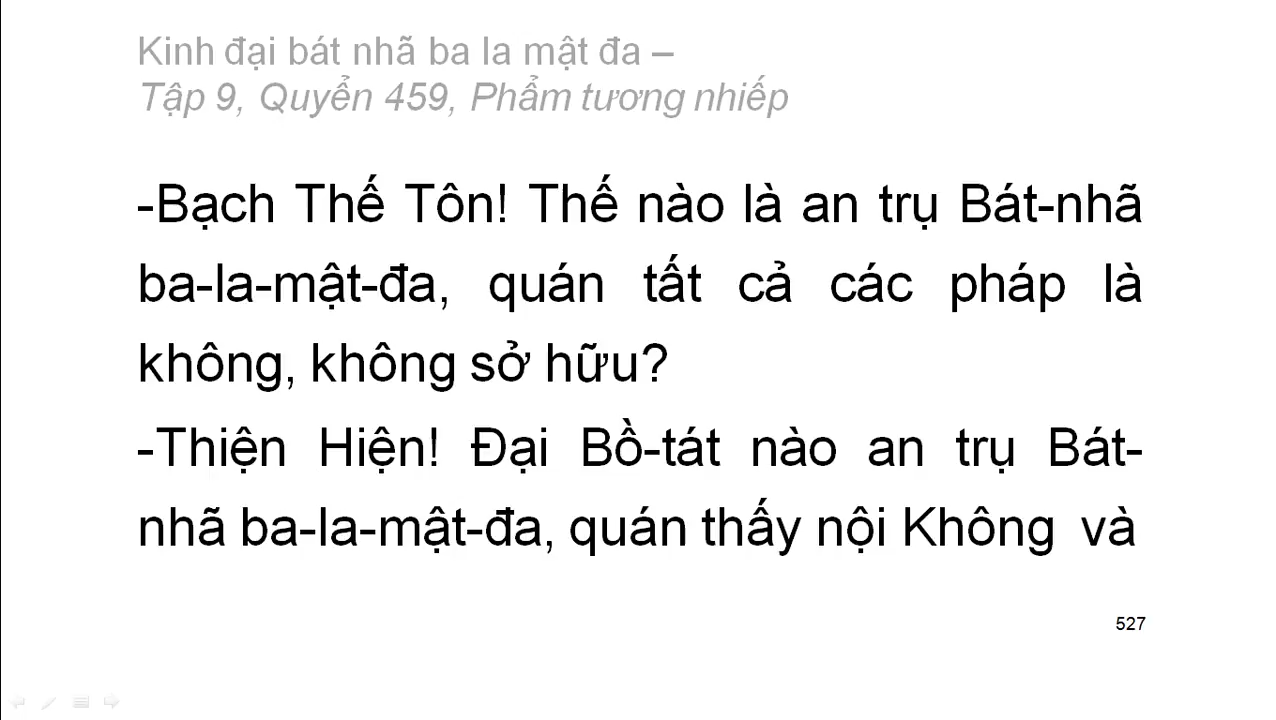 Kinh đại bát nhã ba la mật đa –
Tập 9, Quyển 459, Phẩm tương nhiếp
-Bạch Thế Tôn! Thế nào là an trụ Bát-nhã
ba-la-mật-đa, quán tất cả các pháp là
không, không sở hữu?
-Thiện Hiện! Đại Bồ-tát nào an trụ Bát-
nhã ba-la-mật-đa, quán thấy nội Không và
527